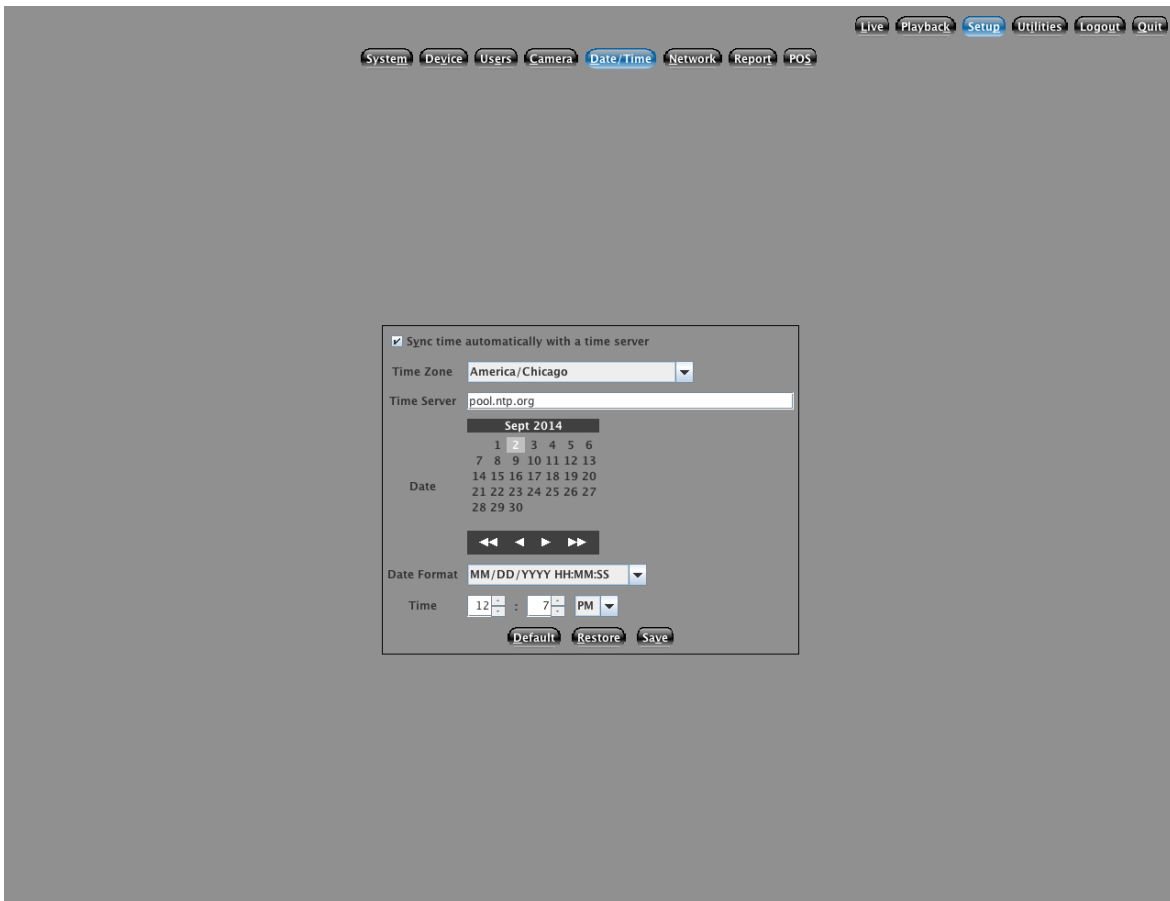 Live Playback Setup Utilities Logout Quit
System Device Users Camera Date/Time Network Report POS
Sync time automatically with a time server
Time Zone America/Chicago
Time Server pool.ntp.org
Sept 2014
1 2 3 4 5 6
7 8 9 10 11 12 13
14 15 16 17 18 19 20
Date
21 22 23 24 25 26 27
28 29 30
Date Format MM/DD/YYYY HH:MM:SS
Time 12 : 7 PM
Default Restore Save